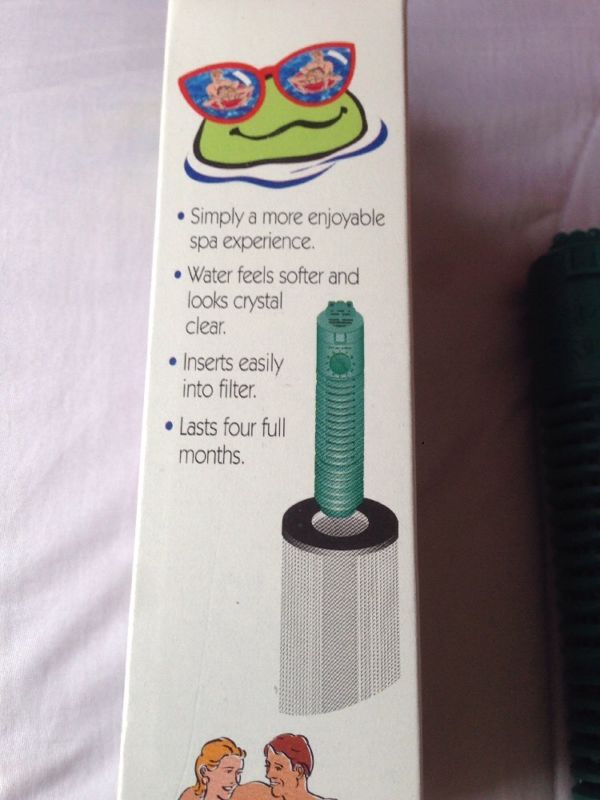 • Simply a more enjoyable
spa experience.
• Water feels softer and
looks crystal
clear.
• Inserts easily
into filter.
• Lasts four full
months.